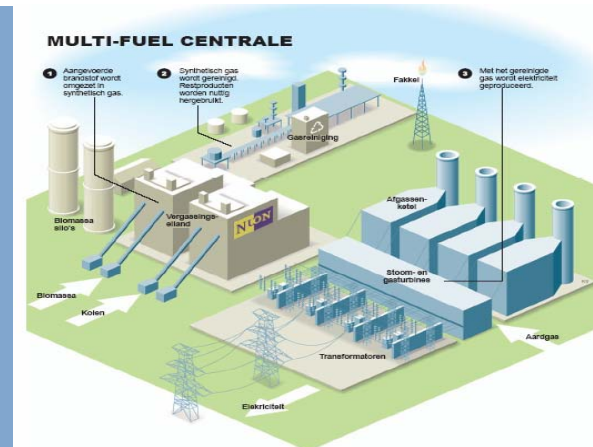 MULTI-FUEL CENTRALE
1
Aangevoerde
brandstof wordt
omgezet in
synthetisch gas.
2
Synthetisch gas
wordt gereinigd.
Restproducten
worden nuttig
hergebruikt.
3
Met het gereinigde
gas wordt elektriciteit
geproduceerd.
Fakkel
Gasreiniging
Afgassen-
ketel
Biomassa
silo's
Vergassings-
eiland
NUON
Stoom- en
gasturbines
Biomassa
Kolen
Aardgas
Transformatoren
Elekriciteit